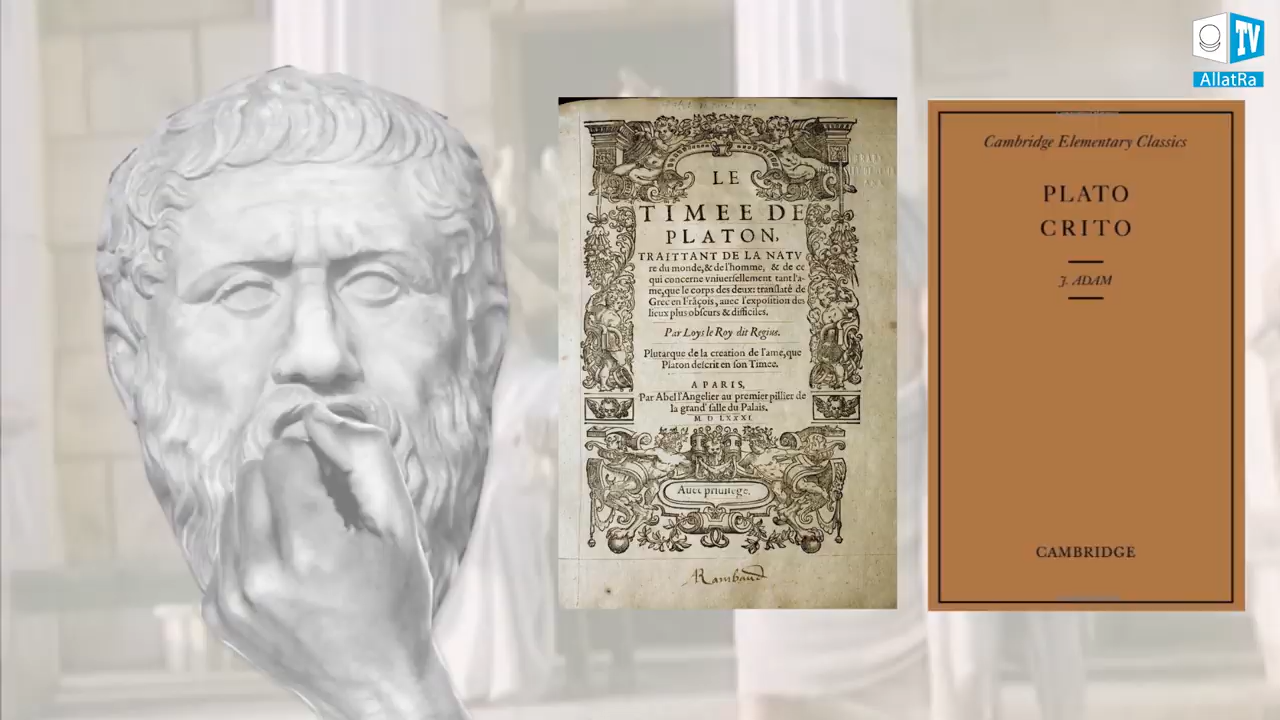 TV
AllatRa
LE
TIMEE DE
PLATON,
TRAITTANT DE LA NATV
re du monde, & de l'homme, & de ce
qui concerne vniuersellement tant l'a-
me, que le corps des deux: translaté de
Grec en Frãçois, auec l'exposition des
lieux plus obscurs & difficiles.
Par Loys le Roy dit Regius.
Plutarque de la creation de l'ame, que
Platon descrit en son Timee.
A PARIS,
Par Abel l'Angelier au premier pillier de
la grand' salle du Palais.
M D LXXXI.
Auec priuilege.
Rambaud
Cambridge Elementary Classics
PLATO
CRITO
J. ADAM
CAMBRIDGE